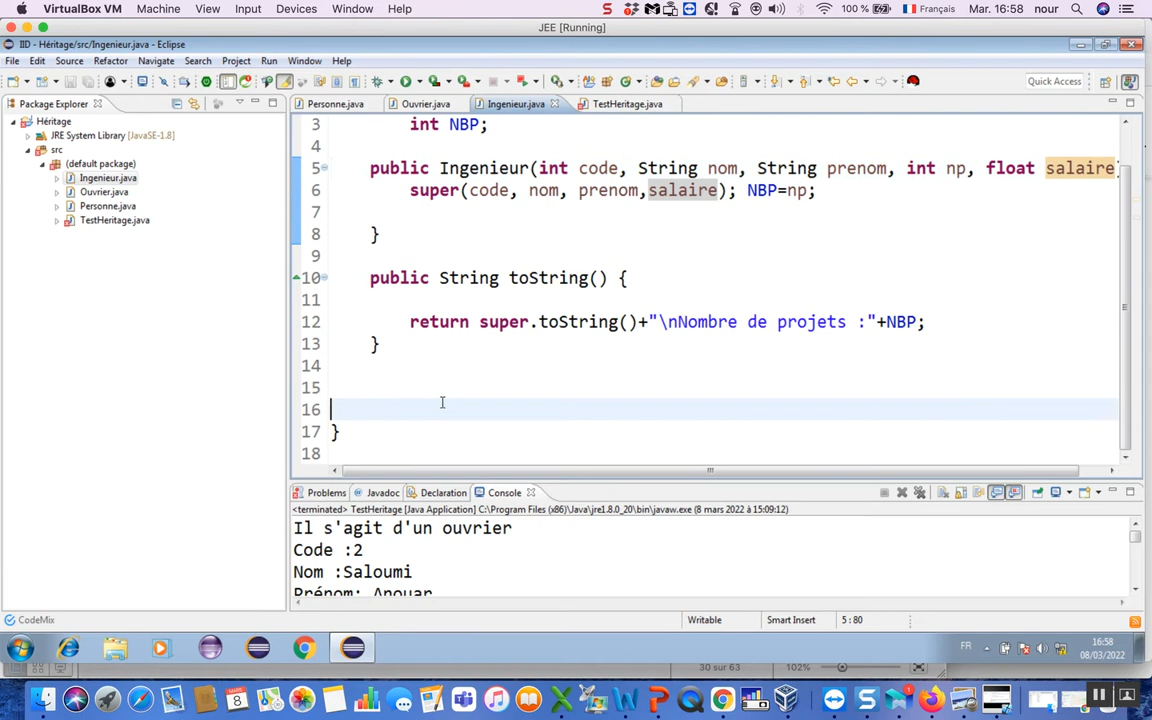 VirtualBox VM Machine View Input Devices Window Help 100 % Français Mar. 16:58 nour
JEE [Running]
IID - Héritage/src/Ingenieur.java - Eclipse
File Edit Source Refactor Navigate Search Project Run Window Help
Quick Access
Package Explorer
Héritage
JRE System Library [JavaSE-1.8]
src
(default package)
Ingenieur.java
Ouvrier.java
Personne.java
TestHeritage.java
Personne.java Ouvrier.java Ingenieur.java TestHeritage.java
3 int NBP;
4
5 public Ingenieur(int code, String nom, String prenom, int np, float salaire)
6 super(code, nom, prenom,salaire); NBP=np;
7
8 }
9
10 public String toString() {
11
12 return super.toString()+"\nNombre de projets :"+NBP;
13 }
14
15
16
17 }
18
Problems Javadoc Declaration Console
<terminated> TestHeritage [Java Application] C:\Program Files (x86)\Java\jre1.8.0_20\bin\javaw.exe (8 mars 2022 à 15:09:12)
Il s'agit d'un ouvrier
Code :2
Nom :Saloumi
Prénom: Anouar
CodeMix Writable Smart Insert 5 : 80
FR 16:58
08/03/2022
30 sur 63 102%